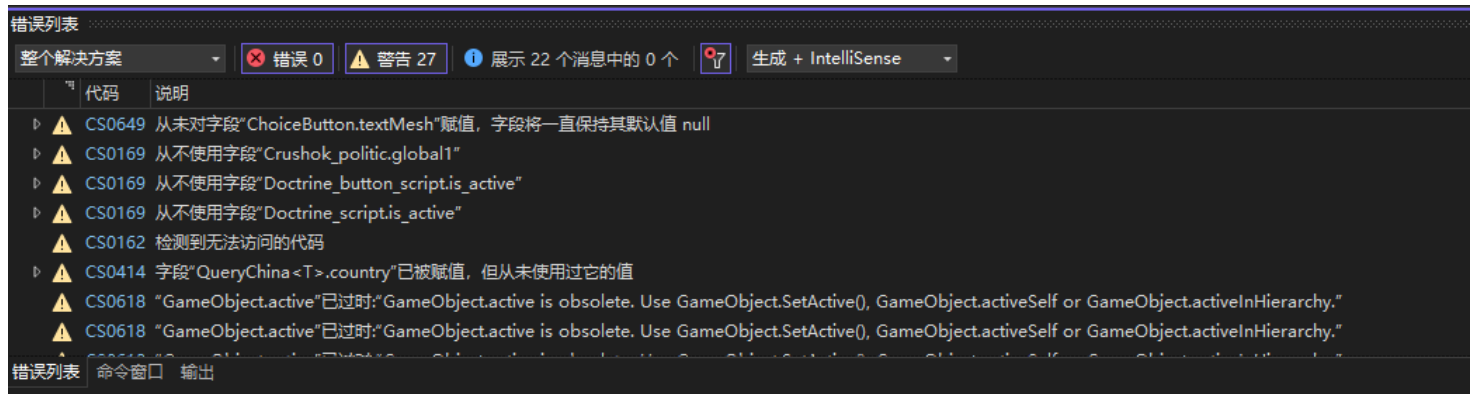 错误列表
整个解决方案 错误 0 警告 27 展示 22 个消息中的 0 个 生成 + IntelliSense
代码 说明
CS0649 从未对字段“ChoiceButton.textMesh”赋值，字段将一直保持其默认值 null
CS0169 从不使用字段“Crushok_politic.global1”
CS0169 从不使用字段“Doctrine_button_script.is_active”
CS0169 从不使用字段“Doctrine_script.is_active”
CS0162 检测到无法访问的代码
CS0414 字段“QueryChina<T>.country”已被赋值，但从未使用过它的值
CS0618 “GameObject.active”已过时:“GameObject.active is obsolete. Use GameObject.SetActive(), GameObject.activeSelf or GameObject.activeInHierarchy.”
CS0618 “GameObject.active”已过时:“GameObject.active is obsolete. Use GameObject.SetActive(), GameObject.activeSelf or GameObject.activeInHierarchy.”
错误列表 命令窗口 输出